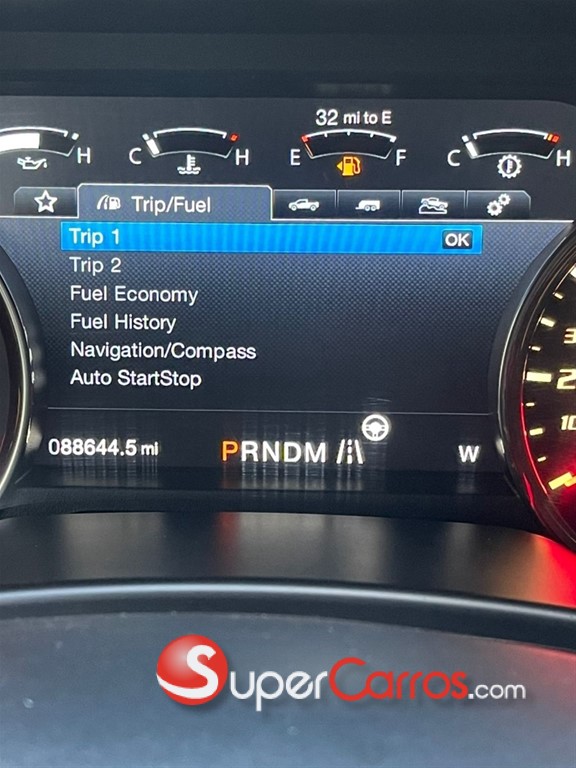 32 mi to E
H C H E F C H
Trip/Fuel
Trip 1 OK
Trip 2
Fuel Economy
Fuel History
Navigation/Compass
Auto StartStop
088644.5 mi PRNDM W
SuperCarros.com